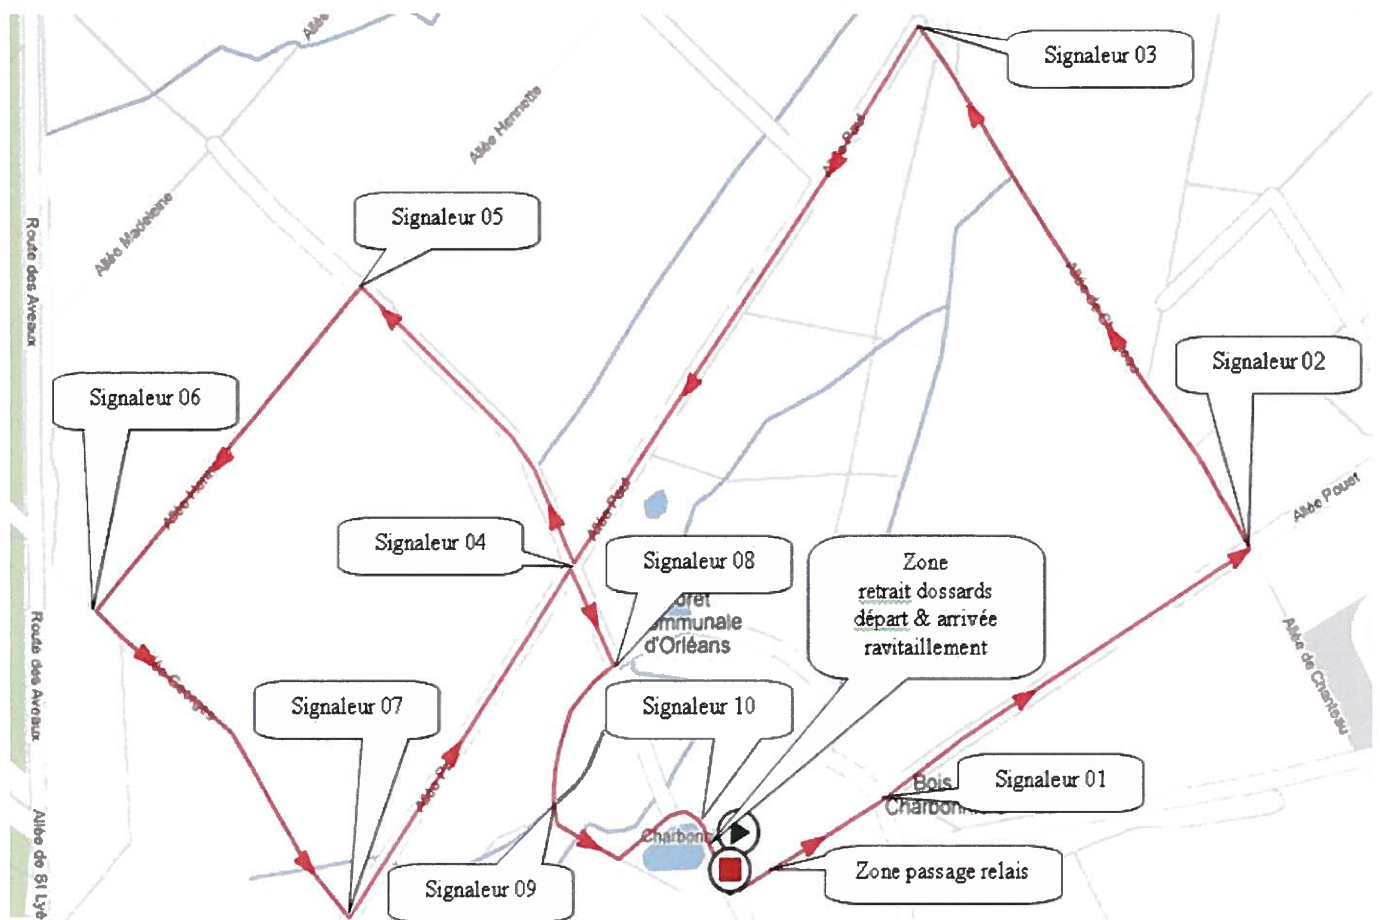 Signaleur 03
Allée Henriette
Allée Madeleine
Signaleur 05
Route des Aveaux
Signaleur 02
Signaleur 06
Allée Pouet
Allée Paul
Signaleur 04
Signaleur 08
Zone
retrait dossards
départ & arrivée
ravitaillement
d'Orléans
Route des Aveaux
Allée de Chanteau
Signaleur 07
Signaleur 10
Signaleur 01
Bois
Zone passage relais
Signaleur 09